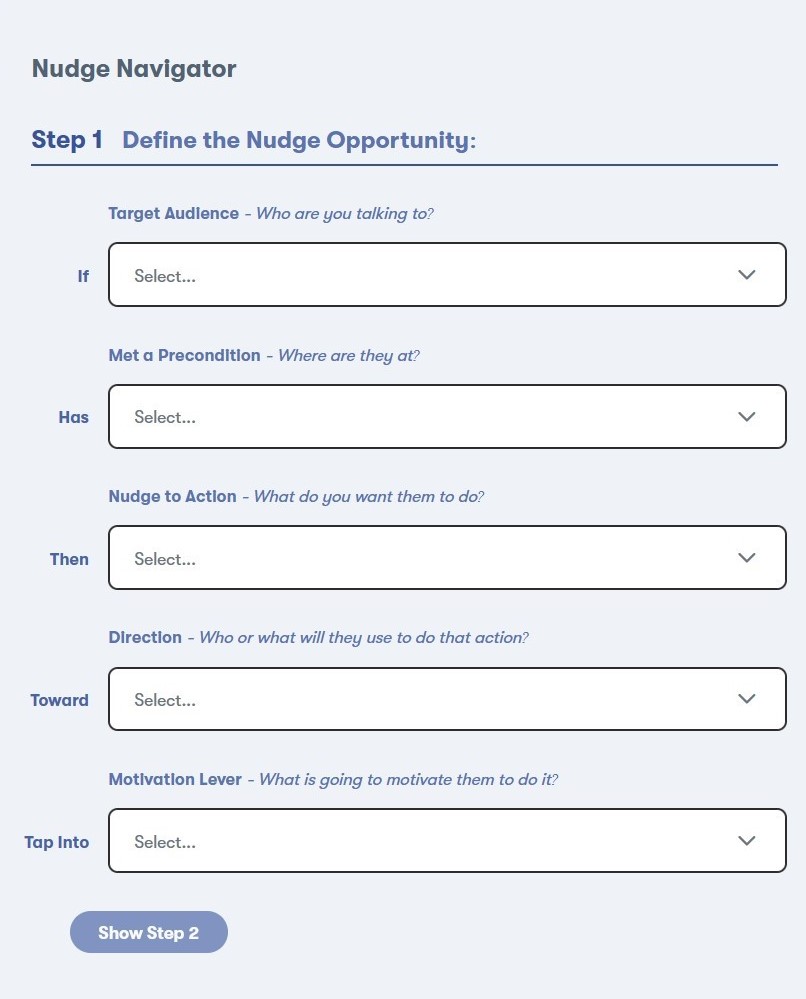 Nudge Navigator
Step 1 Define the Nudge Opportunity:
Target Audience - Who are you talking to?
If Select...
Met a Precondition - Where are they at?
Has Select...
Nudge to Action - What do you want them to do?
Then Select...
Direction - Who or what will they use to do that action?
Toward Select...
Motivation Lever - What is going to motivate them to do it?
Tap Into Select...
Show Step 2